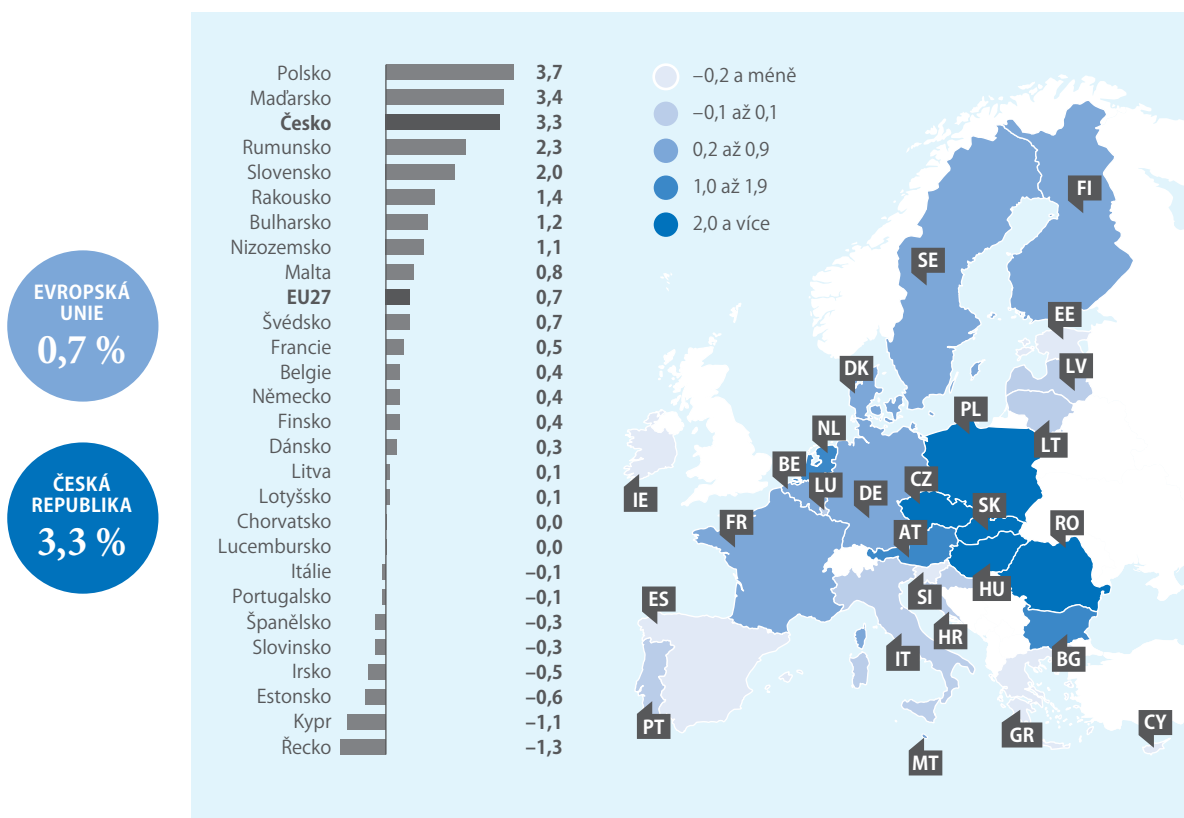 EVROPSKÁ
UNIE
0,7 %
ČESKÁ
REPUBLIKA
3,3 %
Polsko 3,7
Maďarsko 3,4
Česko 3,3
Rumunsko 2,3
Slovensko 2,0
Rakousko 1,4
Bulharsko 1,2
Nizozemsko 1,1
Malta 0,8
EU27 0,7
Švédsko 0,7
Francie 0,5
Belgie 0,4
Německo 0,4
Finsko 0,4
Dánsko 0,3
Litva 0,1
Lotyšsko 0,1
Chorvatsko 0,0
Lucembursko 0,0
Itálie –0,1
Portugalsko –0,1
Španělsko –0,3
Slovinsko –0,3
Irsko –0,5
Estonsko –0,6
Kypr –1,1
Řecko –1,3
–0,2 a méně
–0,1 až 0,1
0,2 až 0,9
1,0 až 1,9
2,0 a více
FI
SE
EE
LV
DK
PL
NL
LT
BE
CZ
LU
DE
IE
SK
FR
AT
RO
HU
SI
ES
HR
IT
BG
PT
GR
CY
MT